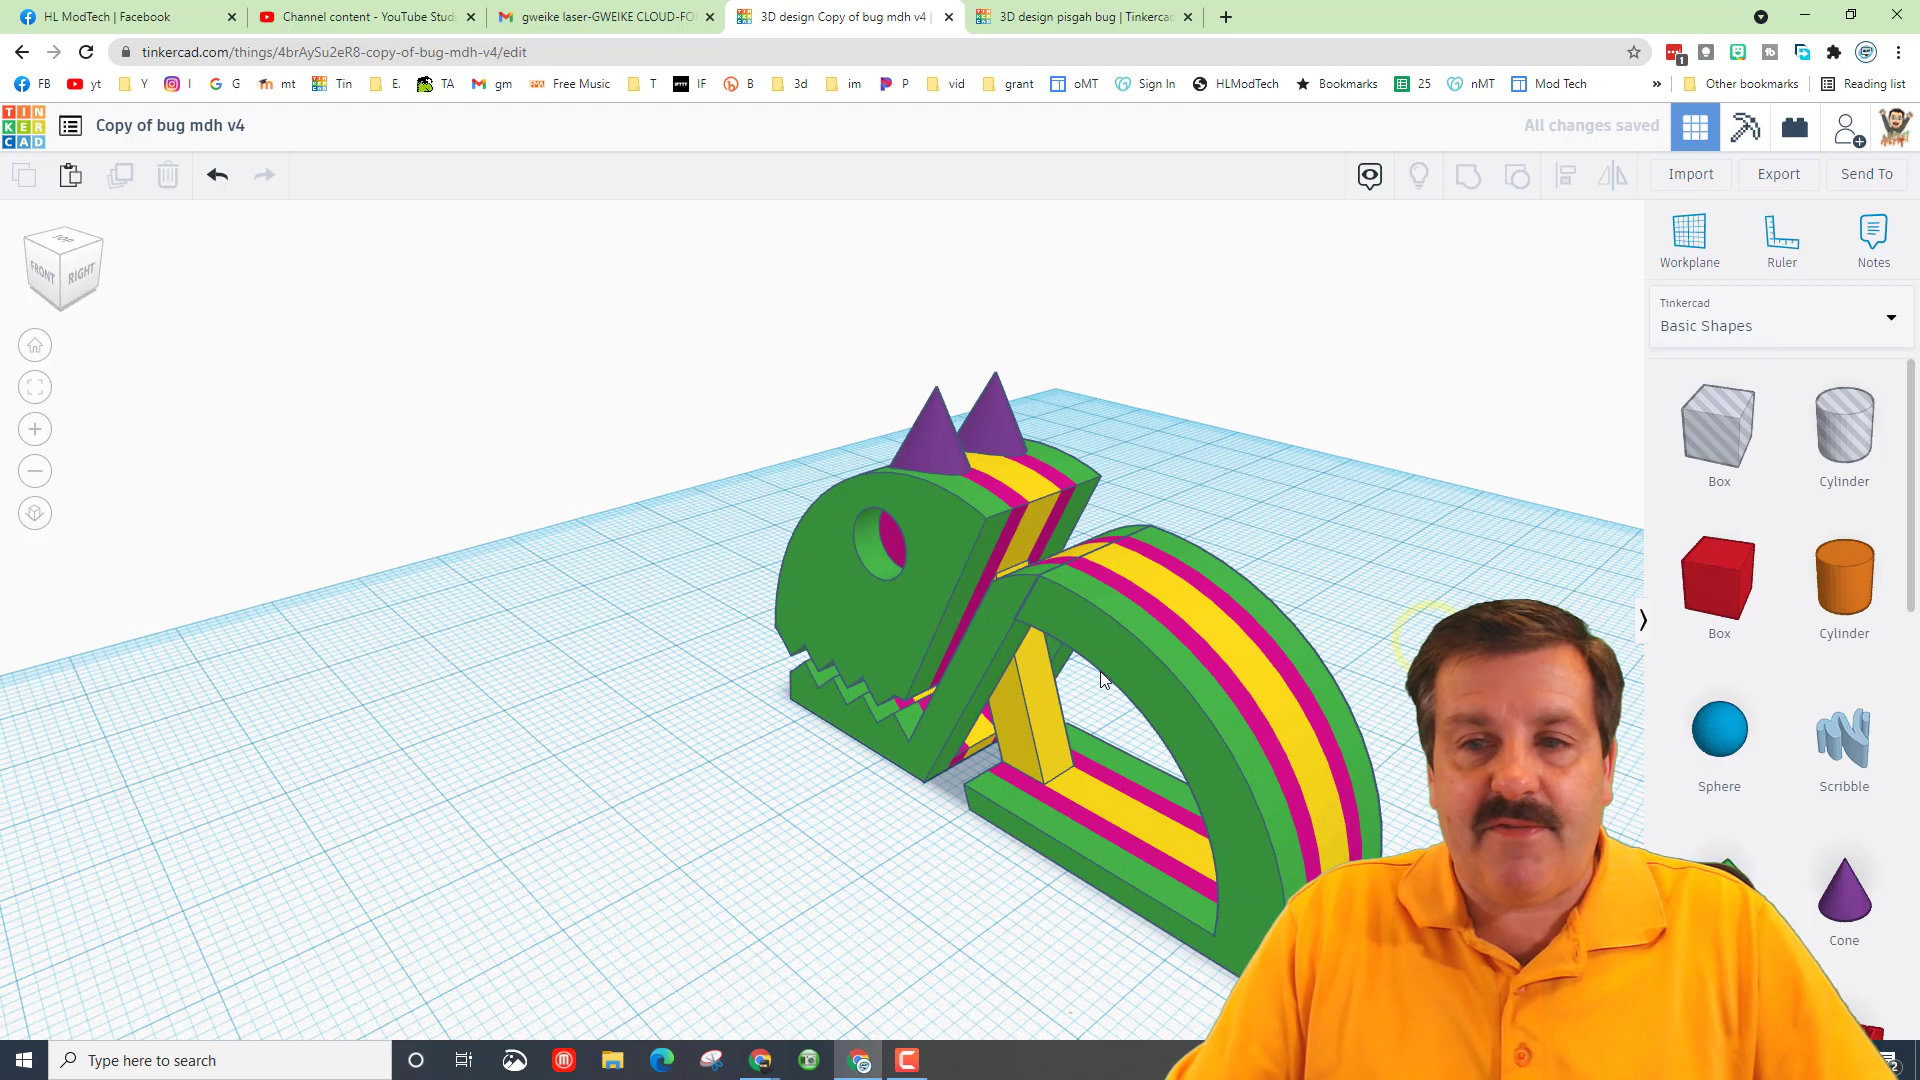 HL ModTech | Facebook
Channel content - YouTube Studi
gweike laser-GWEIKE CLOUD-FO
3D design Copy of bug mdh v4 |
3D design pisgah bug | Tinkercad
tinkercad.com/things/4brAySu2eR8-copy-of-bug-mdh-v4/edit
1
FB
yt
Y
I
G
mt
Tin
E.
TA
gm
Free Music
T
IF
B
3d
im
P
vid
grant
oMT
Sign In
HLModTech
Bookmarks
25
nMT
Mod Tech
»
Other bookmarks
Reading list
TIN
KER
CAD
Copy of bug mdh v4
All changes saved
Import
Export
Send To
TOP
FRONT
RIGHT
Workplane
Ruler
Notes
Tinkercad
Basic Shapes
Box
Cylinder
Box
Cylinder
Sphere
Scribble
Cone
Type here to search
2